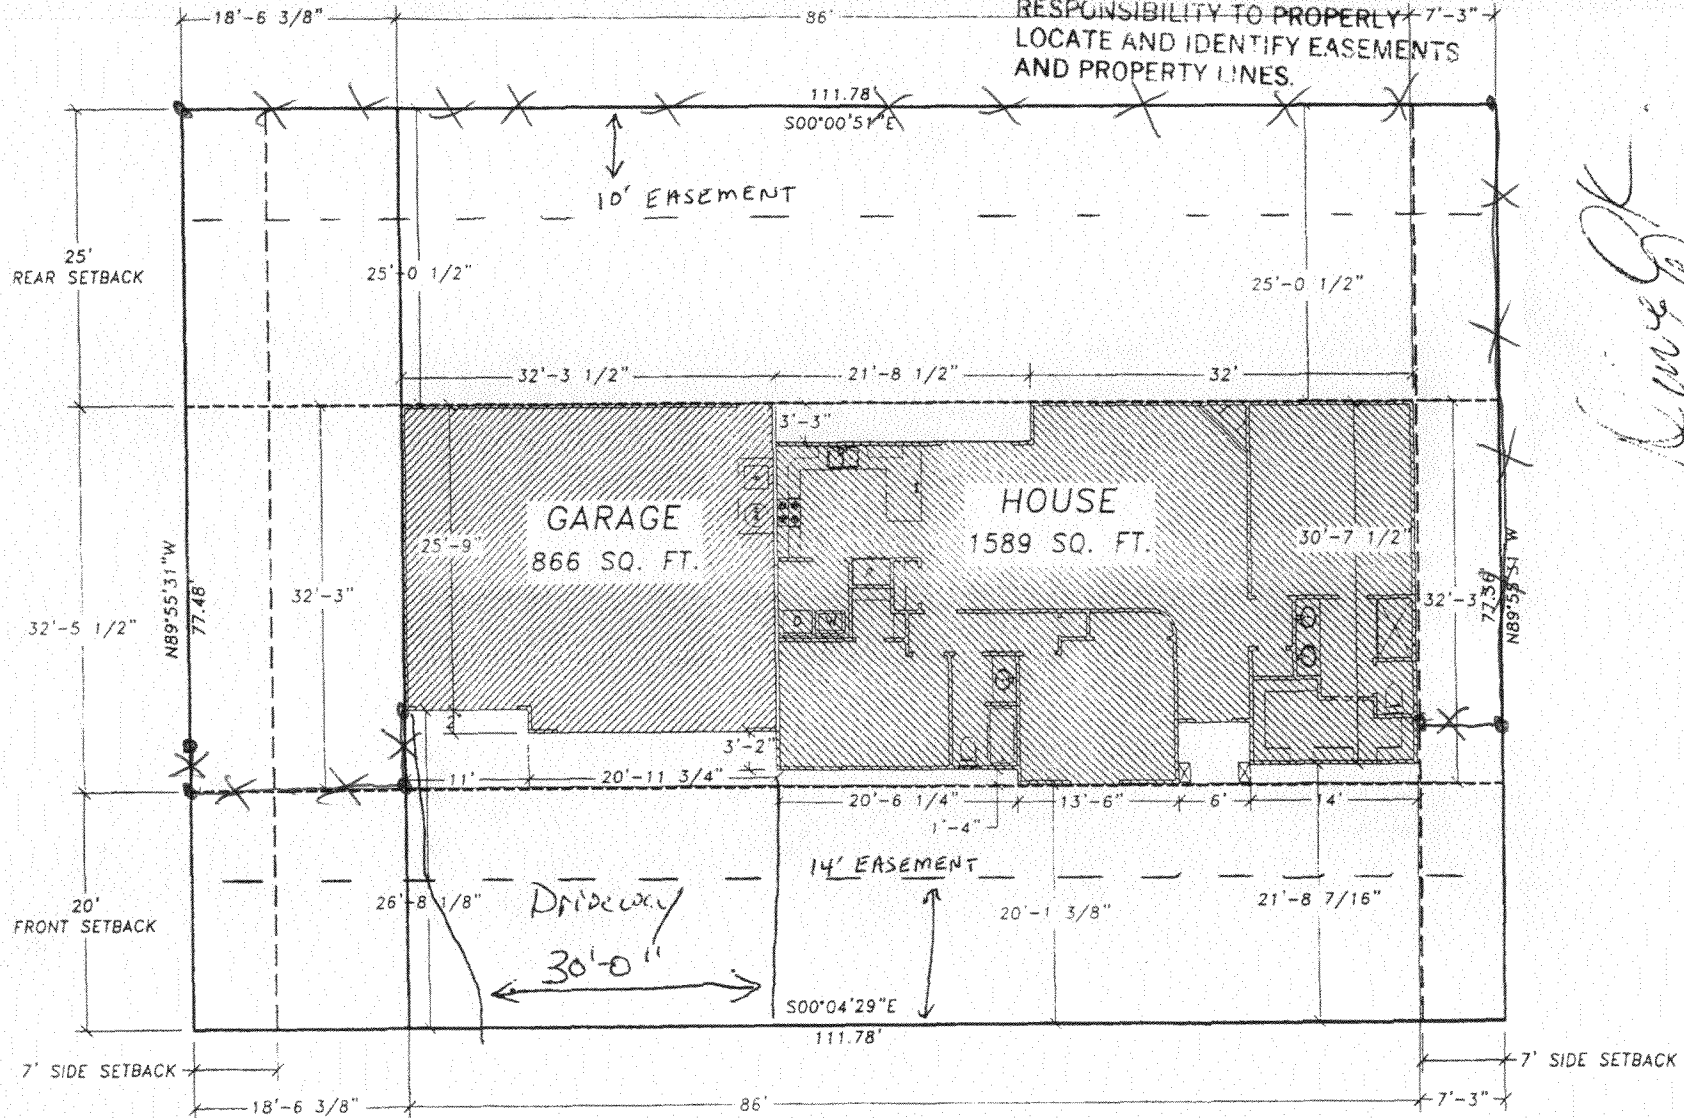 18'-6 3/8"
86'
7'-3"
RESPONSIBILITY TO PROPERLY
LOCATE AND IDENTIFY EASEMENTS
AND PROPERTY LINES.
111.78'
S00°00'51"E
10' EASEMENT
25'
REAR SETBACK
25'-0 1/2"
25'-0 1/2"
32'-3 1/2"
21'-8 1/2"
32'
3'-3"
GARAGE
866 SQ. FT.
HOUSE
1589 SQ. FT.
25'-9"
30'-7 1/2"
N89°55'31"W
77.48'
32'-3"
32'-5 1/2"
D
W
32'-3"
77.36'
2'
3'-2"
11'
20'-11 3/4"
20'-6 1/4"
13'-6"
6'
14'
1'-4"
14' EASEMENT
20'
FRONT SETBACK
26'-8 1/8"
Driveway
30'-0"
20'-1 3/8"
21'-8 7/16"
S00°04'29"E
111.78'
7' SIDE SETBACK
7' SIDE SETBACK
18'-6 3/8"
86'
7'-3"